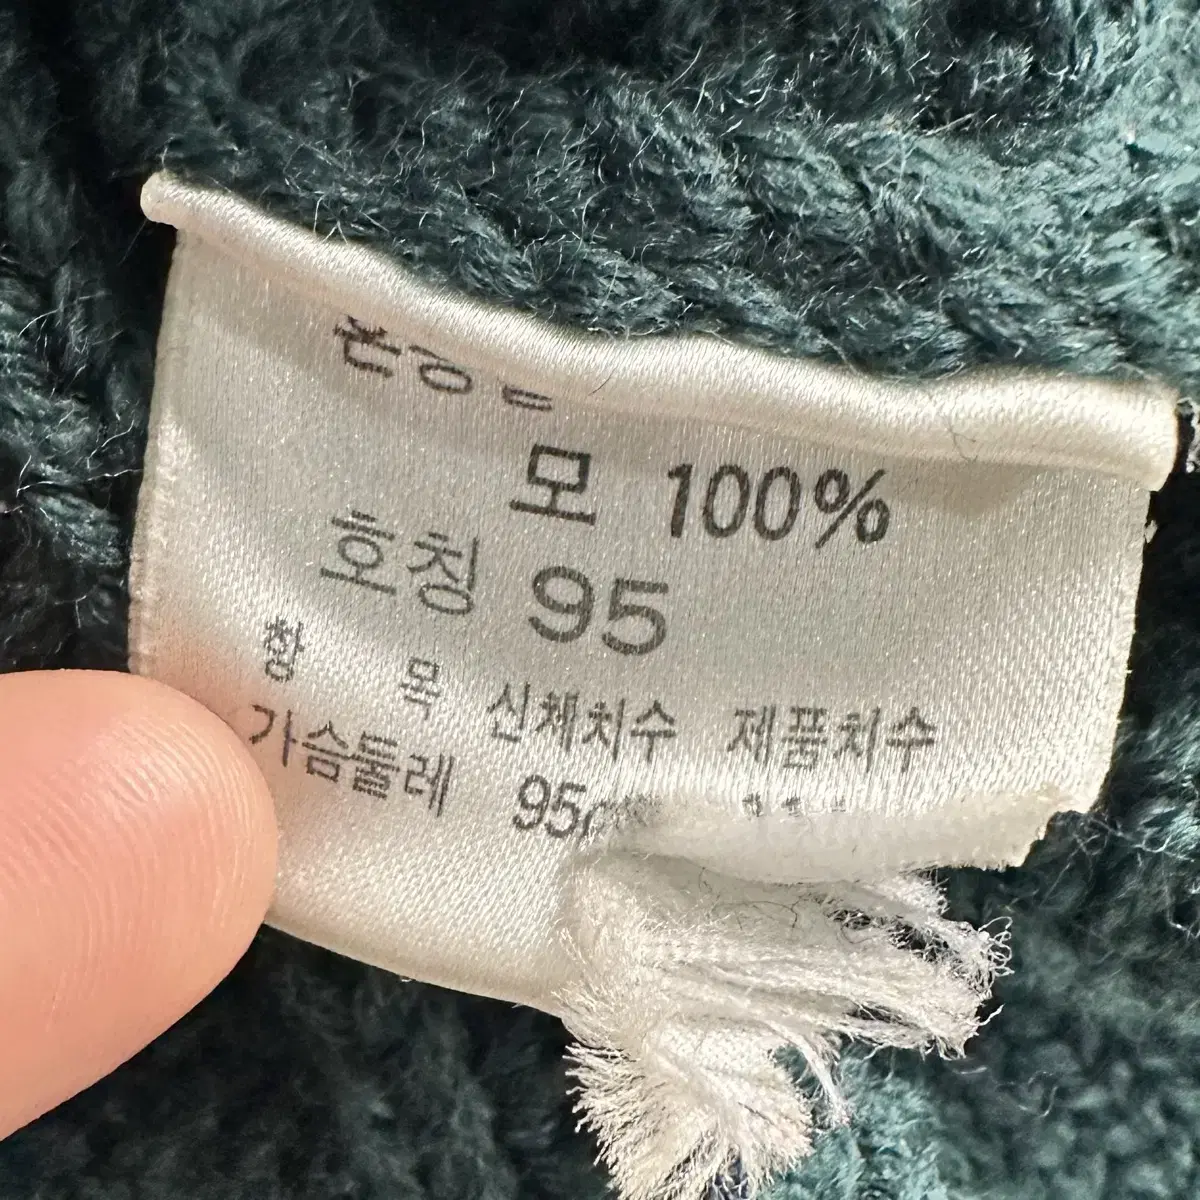 모 100%
호칭 95
항 목 신체치수 제품치수
가슴둘레 95